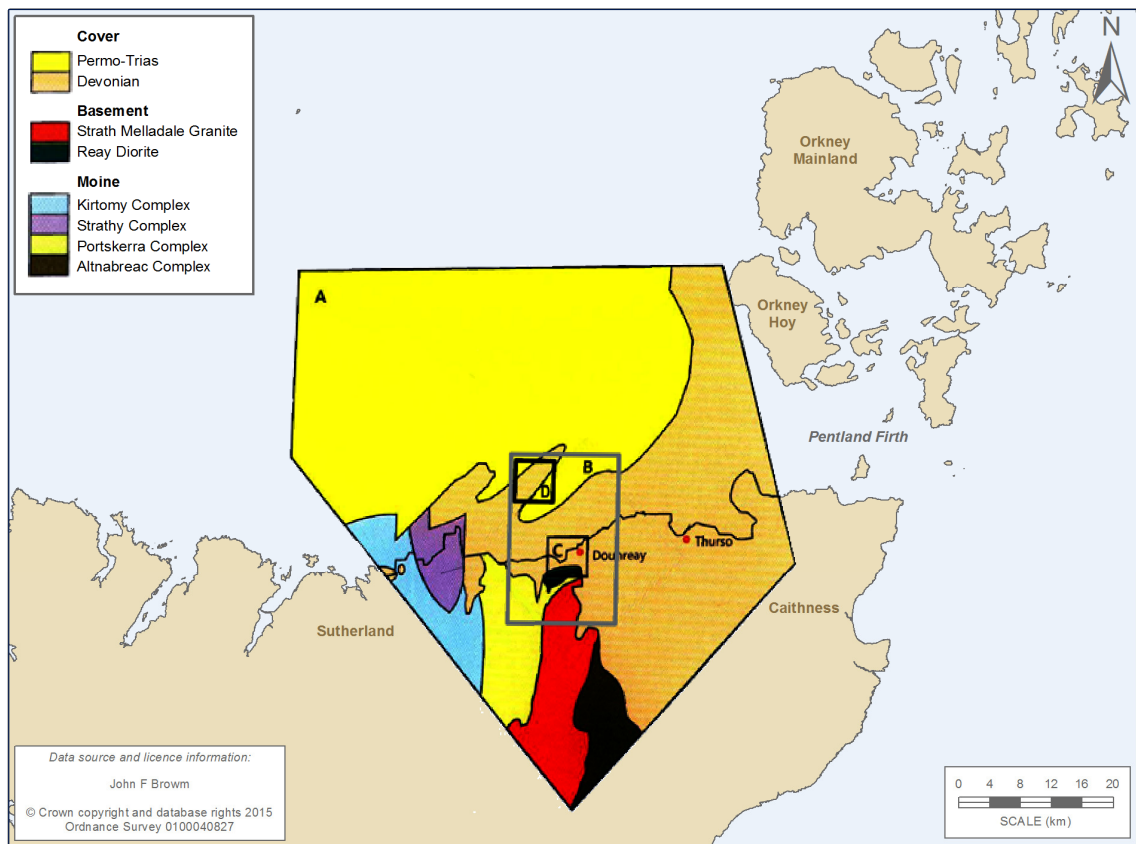 Cover
Permo-Trias
Devonian
Basement
Strath Melladale Granite
Reay Diorite
Moine
Kirtomy Complex
Strathy Complex
Portskerra Complex
Altnabreac Complex
N
Orkney
Mainland
A
Orkney
Hoy
Pentland Firth
B
D
C
Dounreay
Thurso
O
Caithness
Sutherland
Data source and licence information:
John F Browm
© Crown copyright and database rights 2015
Ordnance Survey 0100040827
0 4 8 12 16 20
SCALE (km)